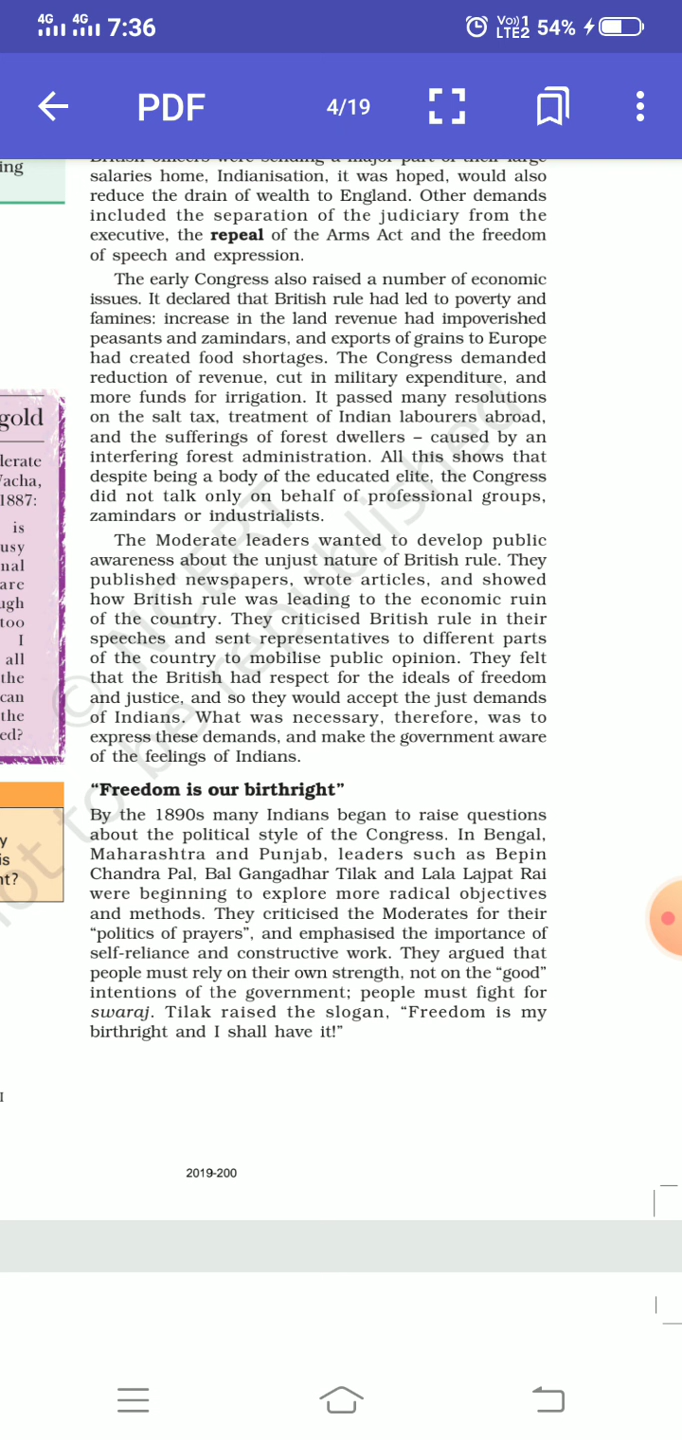 4G 4G 7:36 Vo)) 1 LTE2 54%
PDF 4/19
salaries home, Indianisation, it was hoped, would also
reduce the drain of wealth to England. Other demands
included the separation of the judiciary from the
executive, the repeal of the Arms Act and the freedom
of speech and expression.
The early Congress also raised a number of economic
issues. It declared that British rule had led to poverty and
famines: increase in the land revenue had impoverished
peasants and zamindars, and exports of grains to Europe
had created food shortages. The Congress demanded
reduction of revenue, cut in military expenditure, and
more funds for irrigation. It passed many resolutions
on the salt tax, treatment of Indian labourers abroad,
and the sufferings of forest dwellers – caused by an
interfering forest administration. All this shows that
despite being a body of the educated elite, the Congress
did not talk only on behalf of professional groups,
zamindars or industrialists.
The Moderate leaders wanted to develop public
awareness about the unjust nature of British rule. They
published newspapers, wrote articles, and showed
how British rule was leading to the economic ruin
of the country. They criticised British rule in their
speeches and sent representatives to different parts
of the country to mobilise public opinion. They felt
that the British had respect for the ideals of freedom
and justice, and so they would accept the just demands
of Indians. What was necessary, therefore, was to
express these demands, and make the government aware
of the feelings of Indians.
“Freedom is our birthright”
By the 1890s many Indians began to raise questions
about the political style of the Congress. In Bengal,
Maharashtra and Punjab, leaders such as Bepin
Chandra Pal, Bal Gangadhar Tilak and Lala Lajpat Rai
were beginning to explore more radical objectives
and methods. They criticised the Moderates for their
“politics of prayers”, and emphasised the importance of
self-reliance and constructive work. They argued that
people must rely on their own strength, not on the “good”
intentions of the government; people must fight for
swaraj. Tilak raised the slogan, “Freedom is my
birthright and I shall have it!”
ing
gold
1887:
is
too
I
all
the
can
the
is
2019-200
© NCERT
not to be republished